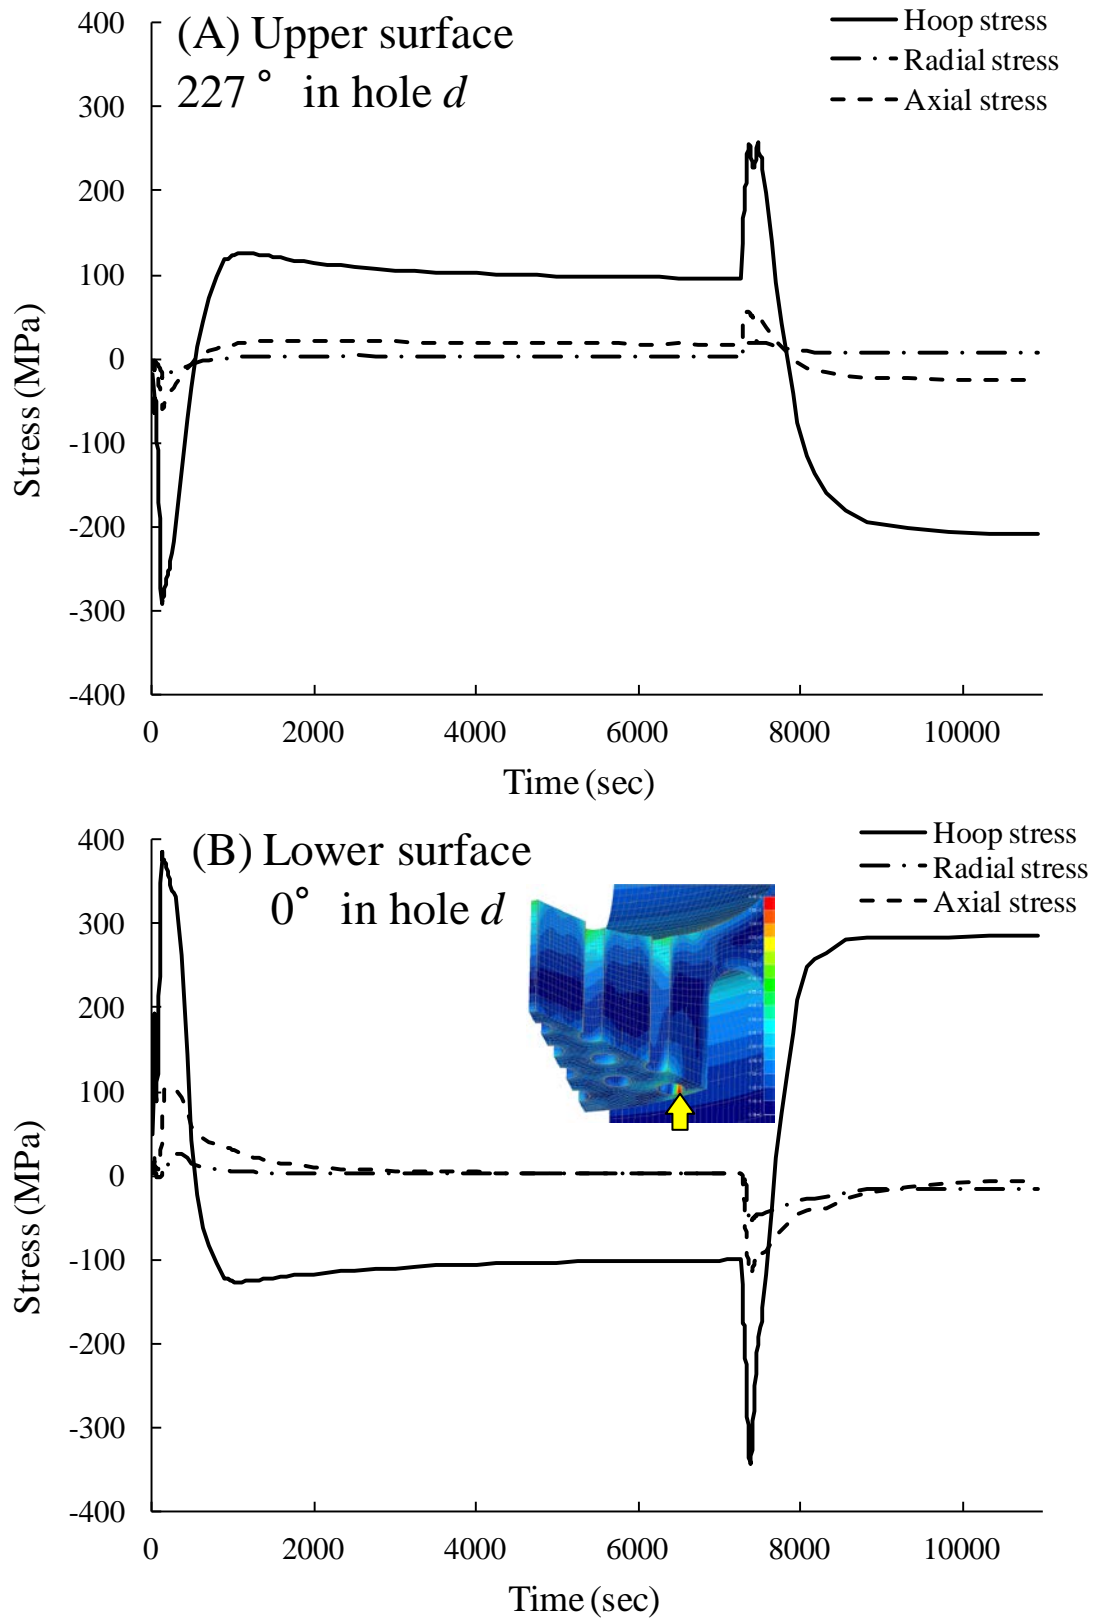 (A) Upper surface
227° in hole d
Hoop stress
Radial stress
Axial stress
400
300
200
100
0
-100
-200
-300
-400
Stress (MPa)
0 2000 4000 6000 8000 10000
Time (sec)
(B) Lower surface
0° in hole d
Hoop stress
Radial stress
Axial stress
400
300
200
100
0
-100
-200
-300
-400
Stress (MPa)
0 2000 4000 6000 8000 10000
Time (sec)